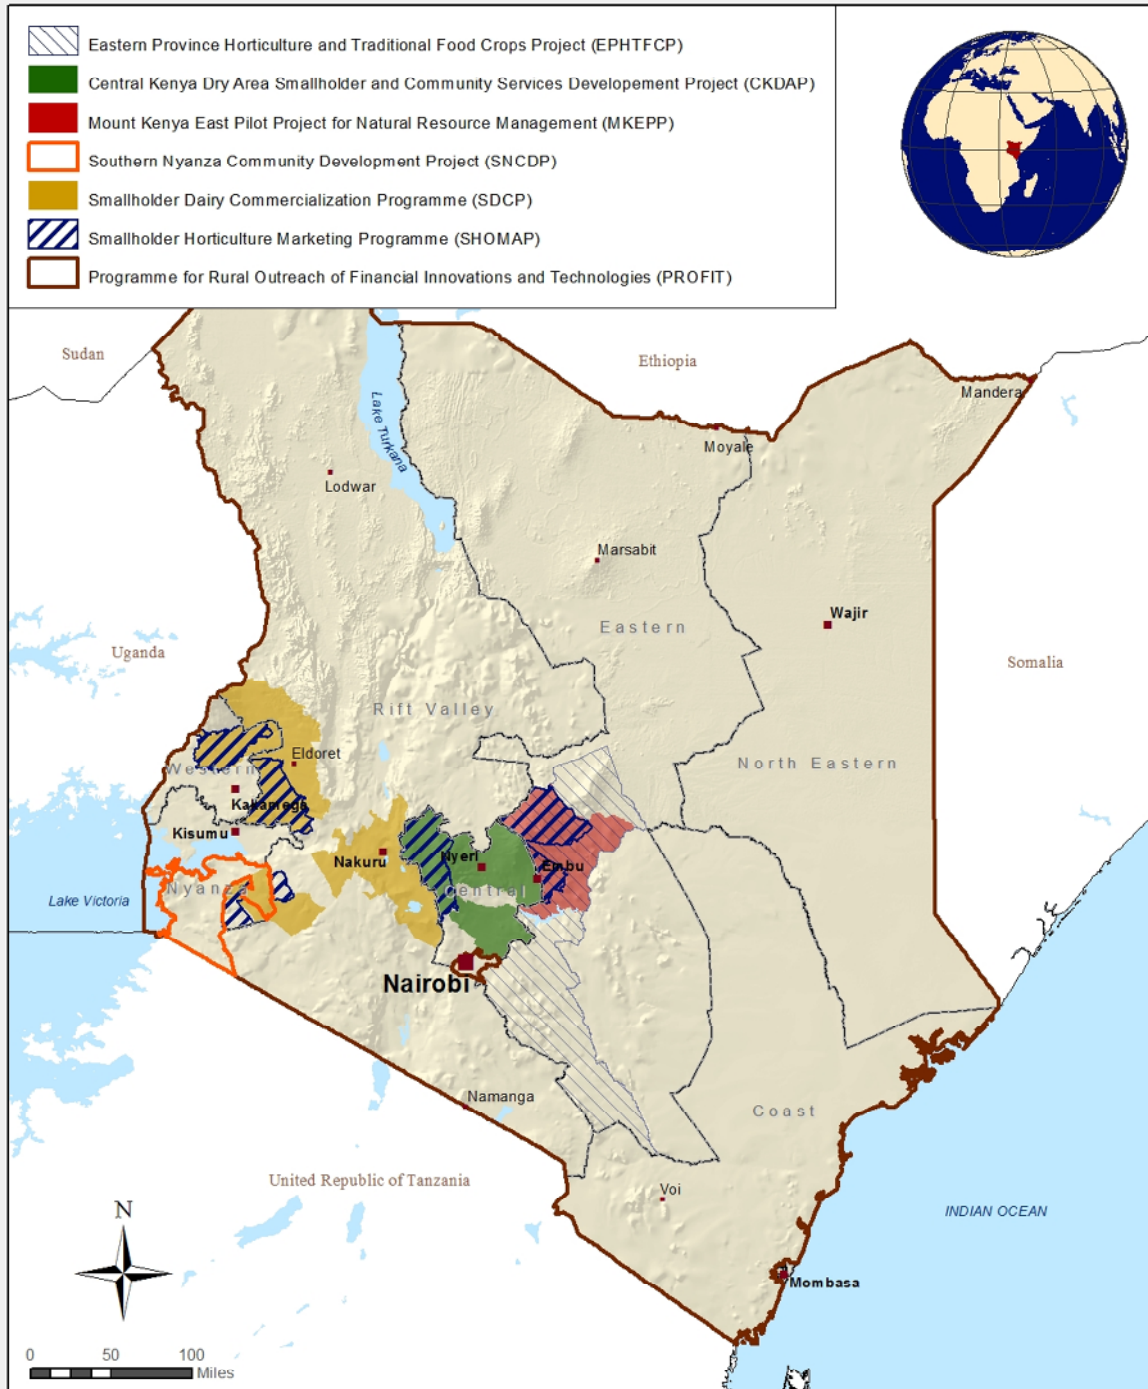 Eastern Province Horticulture and Traditional Food Crops Project (EPHTFCP)
Central Kenya Dry Area Smallholder and Community Services Developement Project (CKDAP)
Mount Kenya East Pilot Project for Natural Resource Management (MKEPP)
Southern Nyanza Community Development Project (SNCDP)
Smallholder Dairy Commercialization Programme (SDCP)
Smallholder Horticulture Marketing Programme (SHOMAP)
Programme for Rural Outreach of Financial Innovations and Technologies (PROFIT)
Sudan
Ethiopia
Mandera
Lake Turkana
Moyale
Lodwar
Marsabit
Wajir
Eastern
Uganda
Somalia
Rift Valley
Eldoret
Western
North Eastern
Kakamega
Kisumu
Nakuru
Nyeri
Embu
Nyanza
Central
Lake Victoria
Nairobi
Namanga
Coast
United Republic of Tanzania
Voi
INDIAN OCEAN
N
Mombasa
0 50 100
Miles